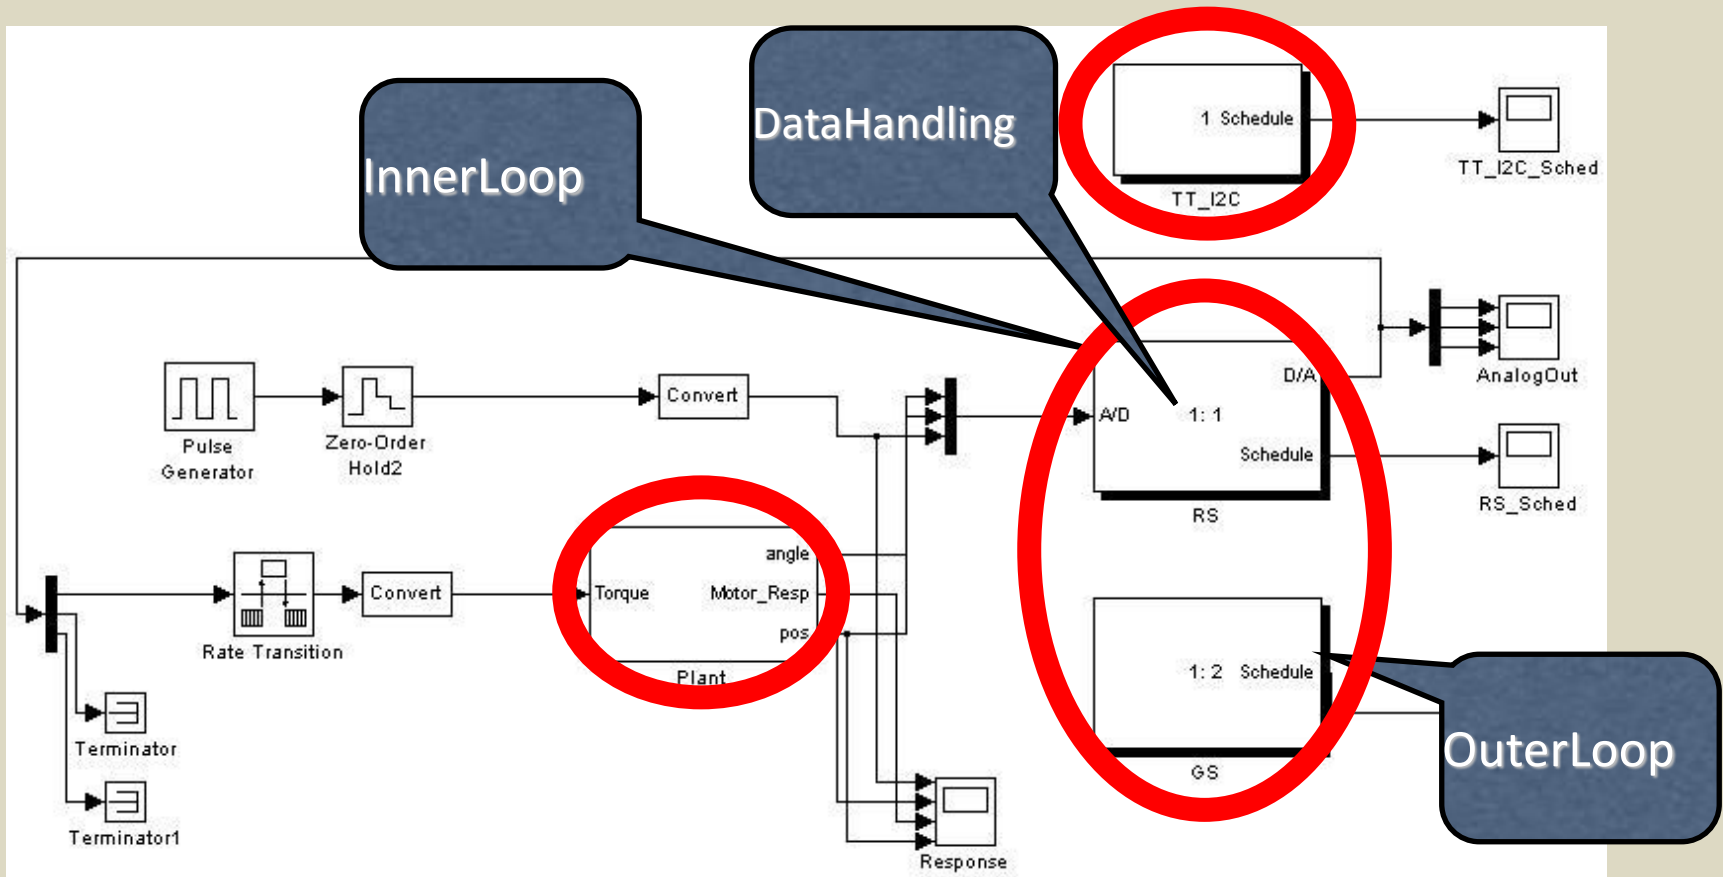 DataHandling
1 Schedule
TT_I2C
TT_I2C_Sched
InnerLoop
D/A
A/D
1: 1
Schedule
RS
AnalogOut
RS_Sched
Pulse
Generator
Zero-Order
Hold2
Convert
Rate Transition
Convert
angle
Torque
Motor_Resp
pos
Plant
1: 2 Schedule
GS
OuterLoop
Terminator
Terminator1
Response